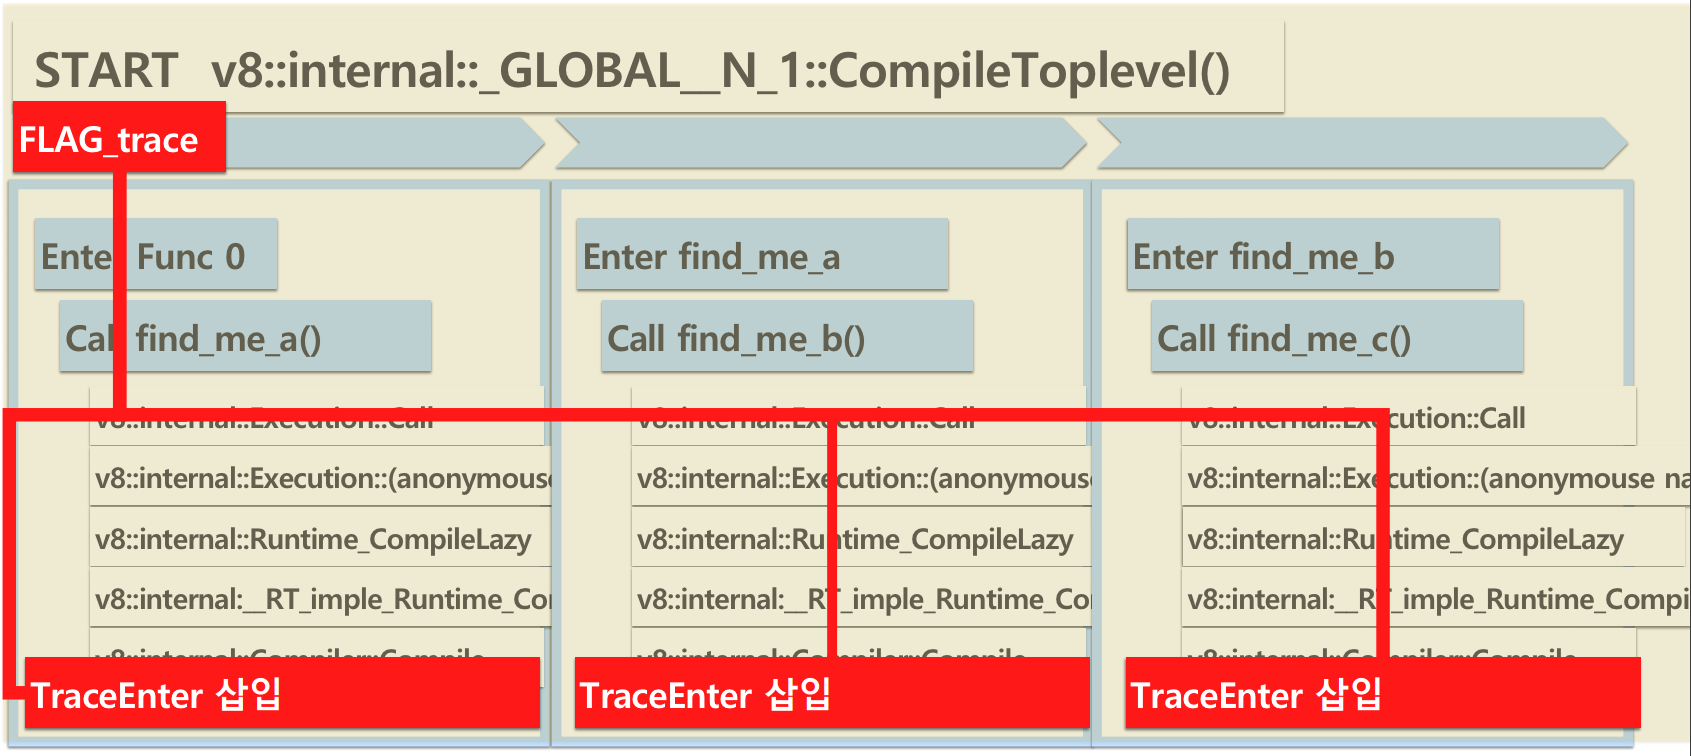 START v8::internal::_GLOBAL__N_1::CompileToplevel()
FLAG_trace
Enter Func 0
Call find_me_a()
v8::internal::Execution::Call
v8::internal::Execution::(anonymouse
v8::internal::Runtime_CompileLazy
v8::internal:__RT_imple_Runtime_Co
v8::internal::Compiler::Compile
TraceEnter 삽입
Enter find_me_a
Call find_me_b()
v8::internal::Execution::Call
v8::internal::Execution::(anonymous
v8::internal::Runtime_CompileLazy
v8::internal:__RT_imple_Runtime_Co
v8::internal::Compiler::Compile
TraceEnter 삽입
Enter find_me_b
Call find_me_c()
v8::internal::Execution::Call
v8::internal::Execution::(anonymouse na
v8::internal::Runtime_CompileLazy
v8::internal:__RT_imple_Runtime_Compi
v8::internal::Compiler::Compile
TraceEnter 삽입